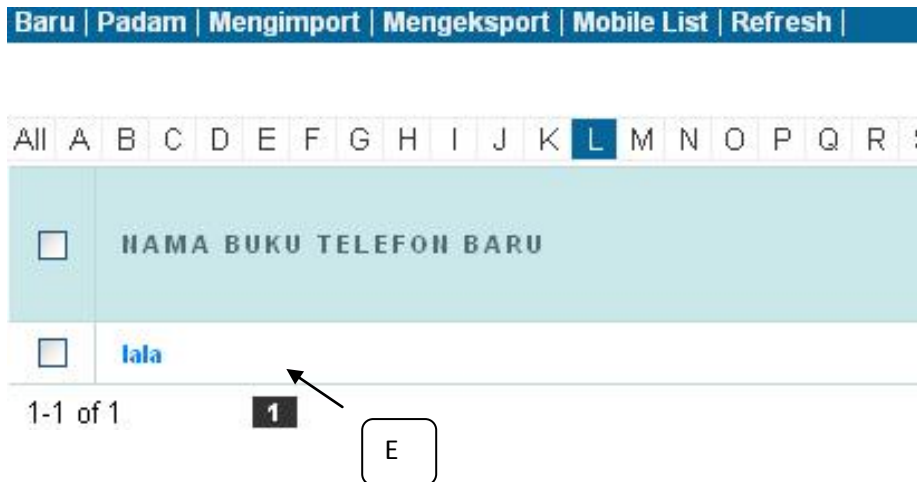 Baru | Padam | Mengimport | Mengeksport | Mobile List | Refresh |
All A B C D E F G H I J K L M N O P Q R
NAMA BUKU TELEFON BARU
lala
1-1 of 1 1
E